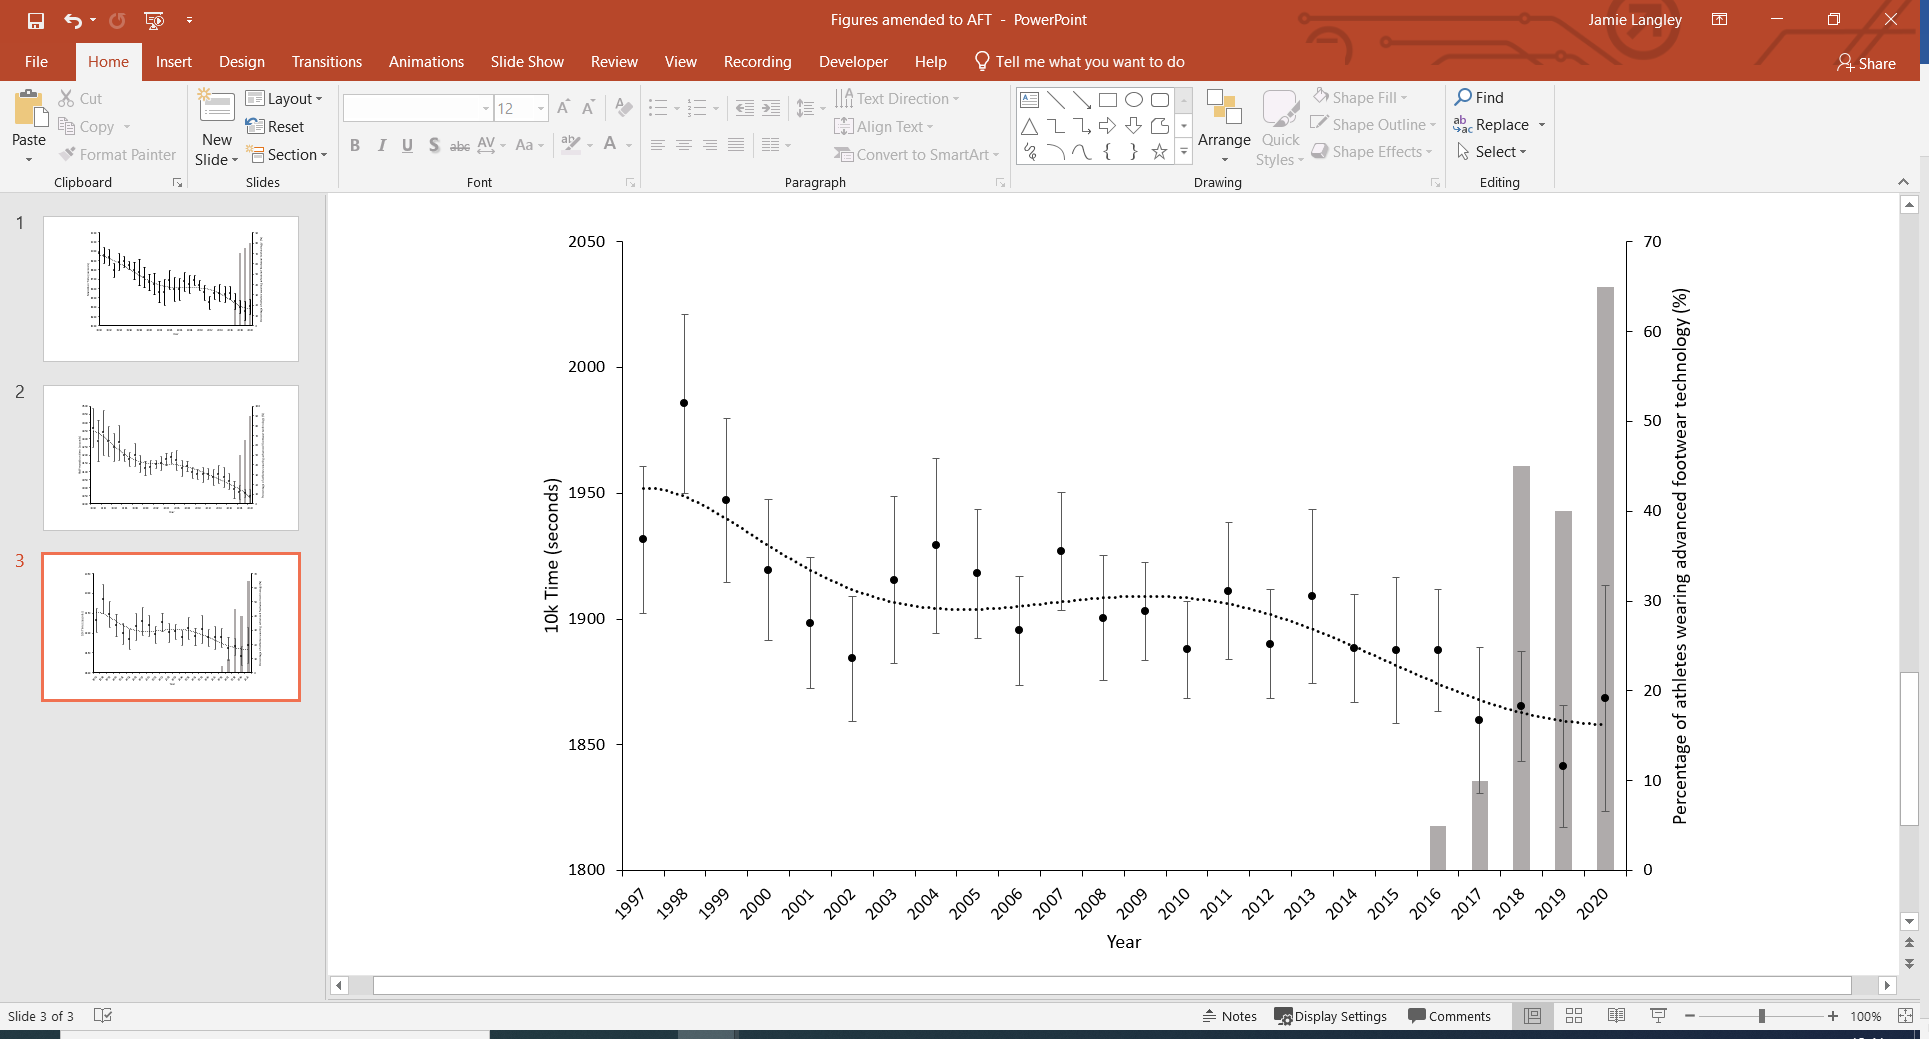 Figures amended to AFT - PowerPoint
Jamie Langley
File Home Insert Design Transitions Animations Slide Show Review View Recording Developer Help Tell me what you want to do
Share
Paste
Cut
Copy
Format Painter
Clipboard
New
Slide
Layout
Reset
Section
Slides
12
B I U S abc AV Aa A
Font
Text Direction
Align Text
Convert to SmartArt
Paragraph
Arrange
Quick
Styles
Shape Fill
Shape Outline
Shape Effects
Drawing
Find
Replace
Select
Editing
1
2
3
10k Time (seconds)
2050
2000
1950
1900
1850
1800
70
60
50
40
30
20
10
0
Percentage of athletes wearing advanced footwear technology (%)
1997 1998 1999 2000 2001 2002 2003 2004 2005 2006 2007 2008 2009 2010 2011 2012 2013 2014 2015 2016 2017 2018 2019 2020
Year
Slide 3 of 3
Notes Display Settings Comments 100%